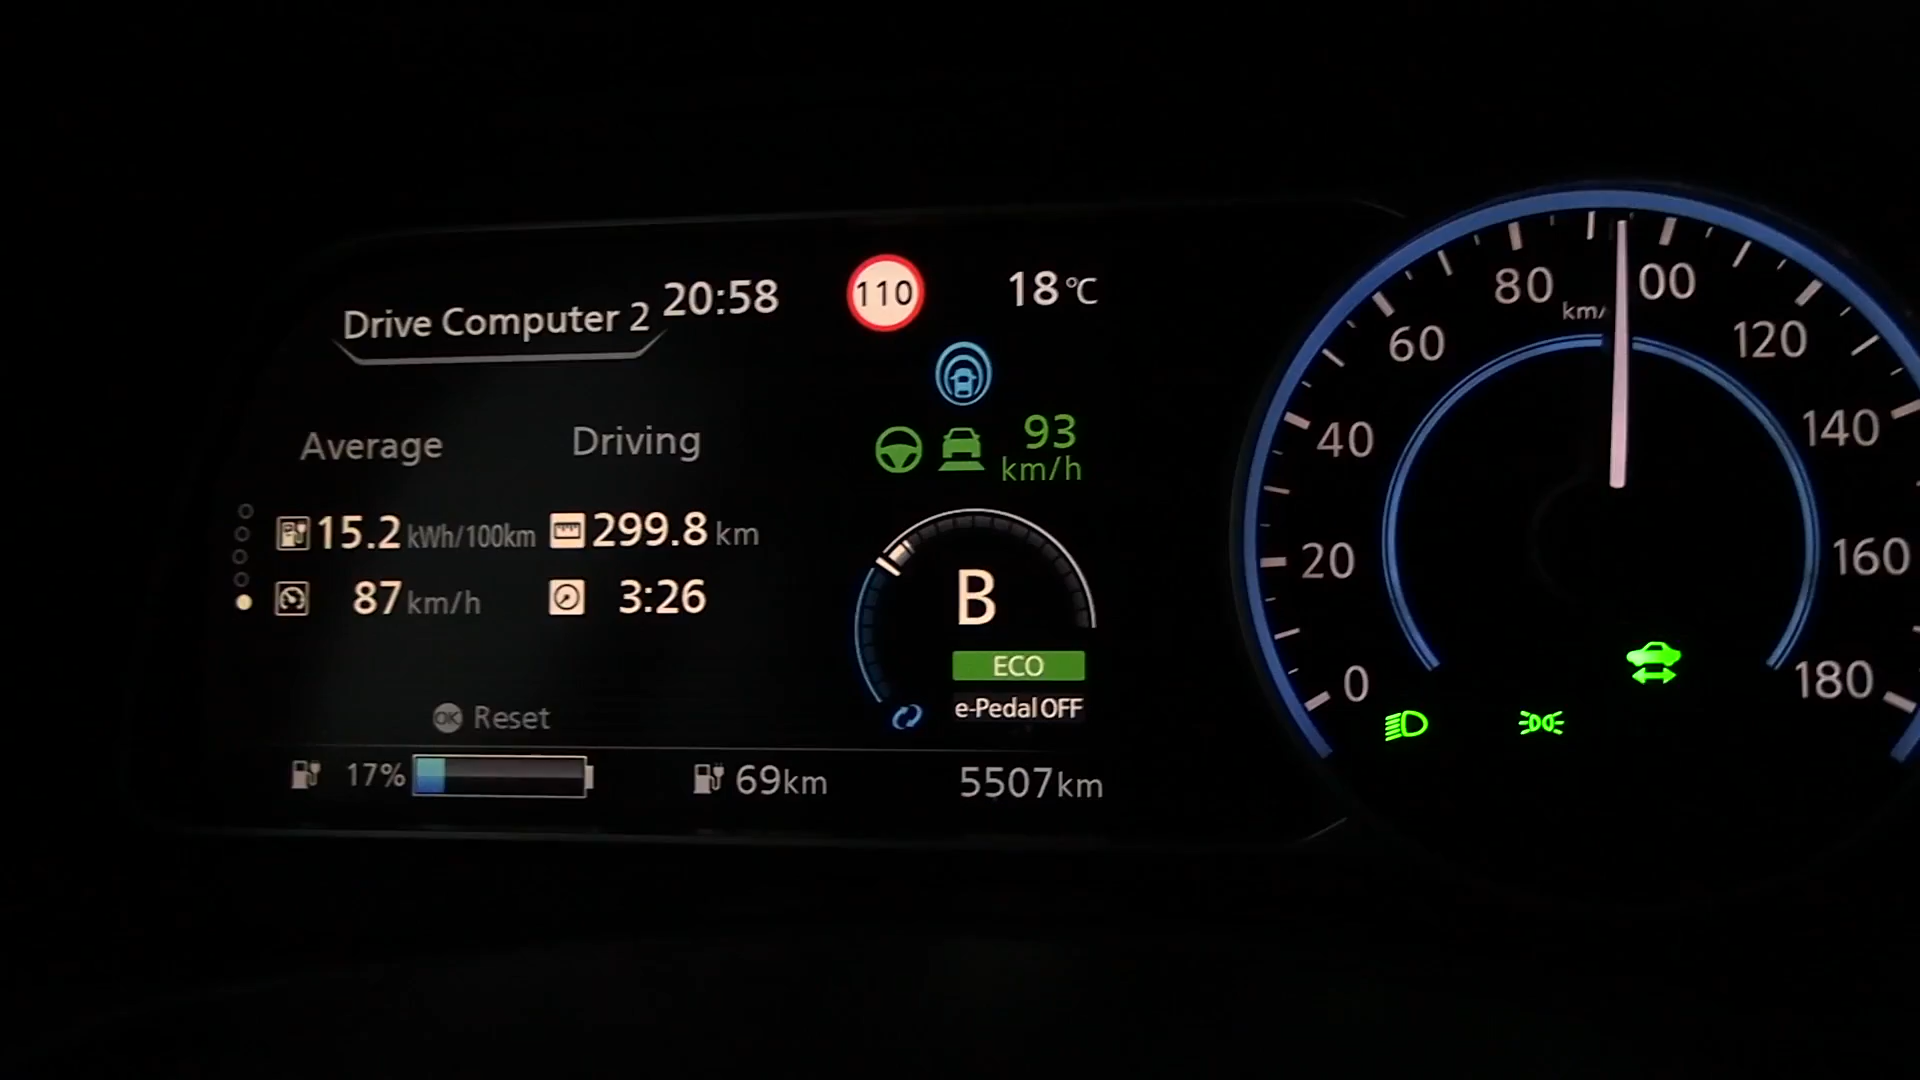 Drive Computer 2 20:58 110 18°C
93
km/h
Average Driving
15.2 kWh/100km 299.8 km
87 km/h 3:26
B
ECO
e-Pedal OFF
OK Reset
17% 69km 5507km
0
20
40
60
80
km/
00
120
140
160
180